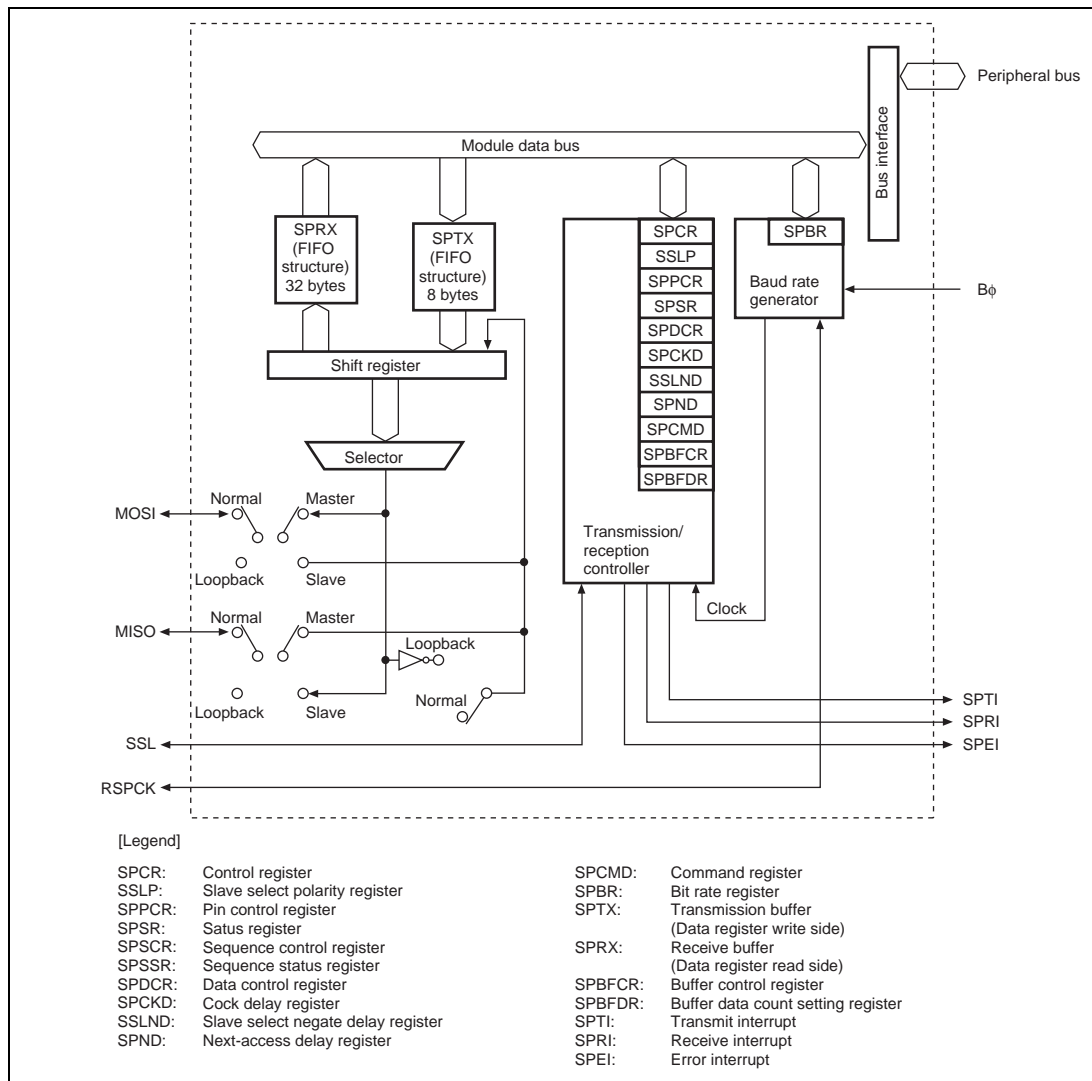 Peripheral bus
Bus interface
Module data bus
SPRX
(FIFO
structure)
32 bytes
SPTX
(FIFO
structure)
8 bytes
SPCR
SSLP
SPPCR
SPSR
SPDCR
SPCKD
SSLND
SPND
SPCMD
SPBFCR
SPBFDR
SPBR
Baud rate
generator
Bϕ
Shift register
Selector
MOSI
Normal
Master
Loopback
Slave
Transmission/
reception
controller
Clock
MISO
Normal
Master
Loopback
Loopback
Slave
Normal
SPTI
SPRI
SPEI
SSL
RSPCK
[Legend]
SPCR: Control register
SSLP: Slave select polarity register
SPPCR: Pin control register
SPSR: Satus register
SPSCR: Sequence control register
SPSSR: Sequence status register
SPDCR: Data control register
SPCKD: Cock delay register
SSLND: Slave select negate delay register
SPND: Next-access delay register
SPCMD: Command register
SPBR: Bit rate register
SPTX: Transmission buffer
(Data register write side)
SPRX: Receive buffer
(Data register read side)
SPBFCR: Buffer control register
SPBFDR: Buffer data count setting register
SPTI: Transmit interrupt
SPRI: Receive interrupt
SPEI: Error interrupt